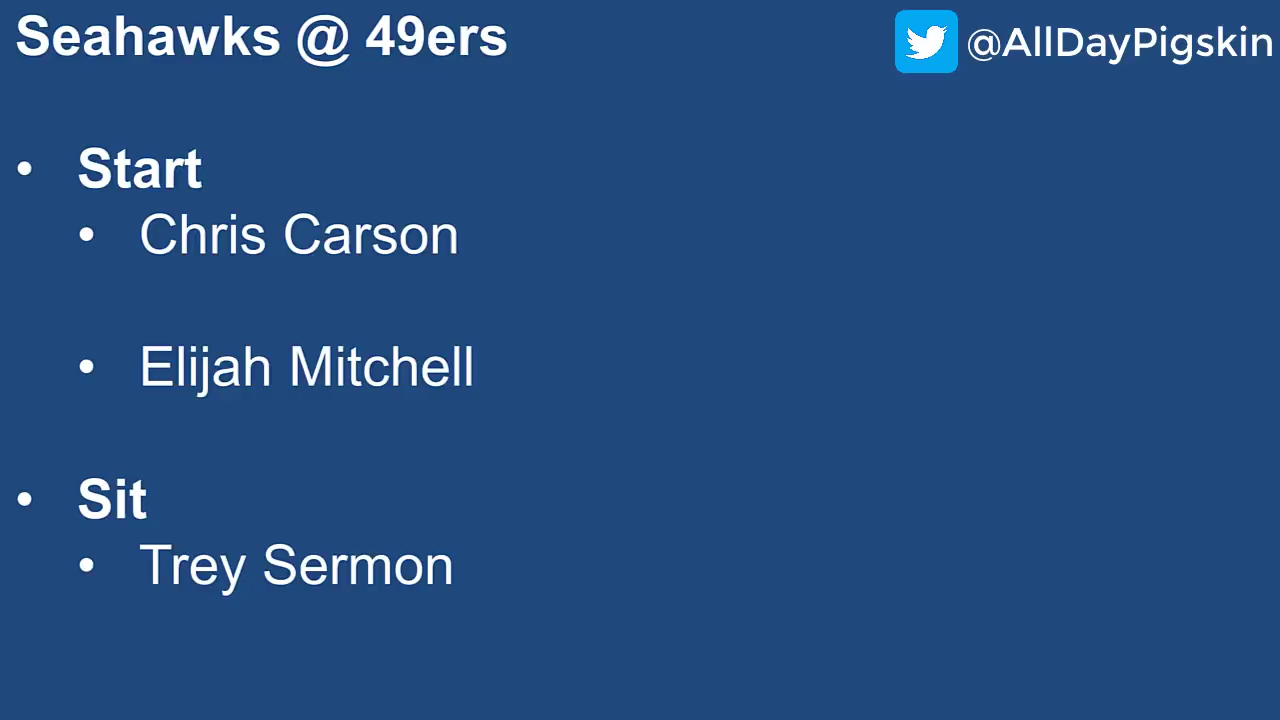 Seahawks @ 49ers
@AllDayPigskin
• Start
• Chris Carson
• Elijah Mitchell
• Sit
• Trey Sermon